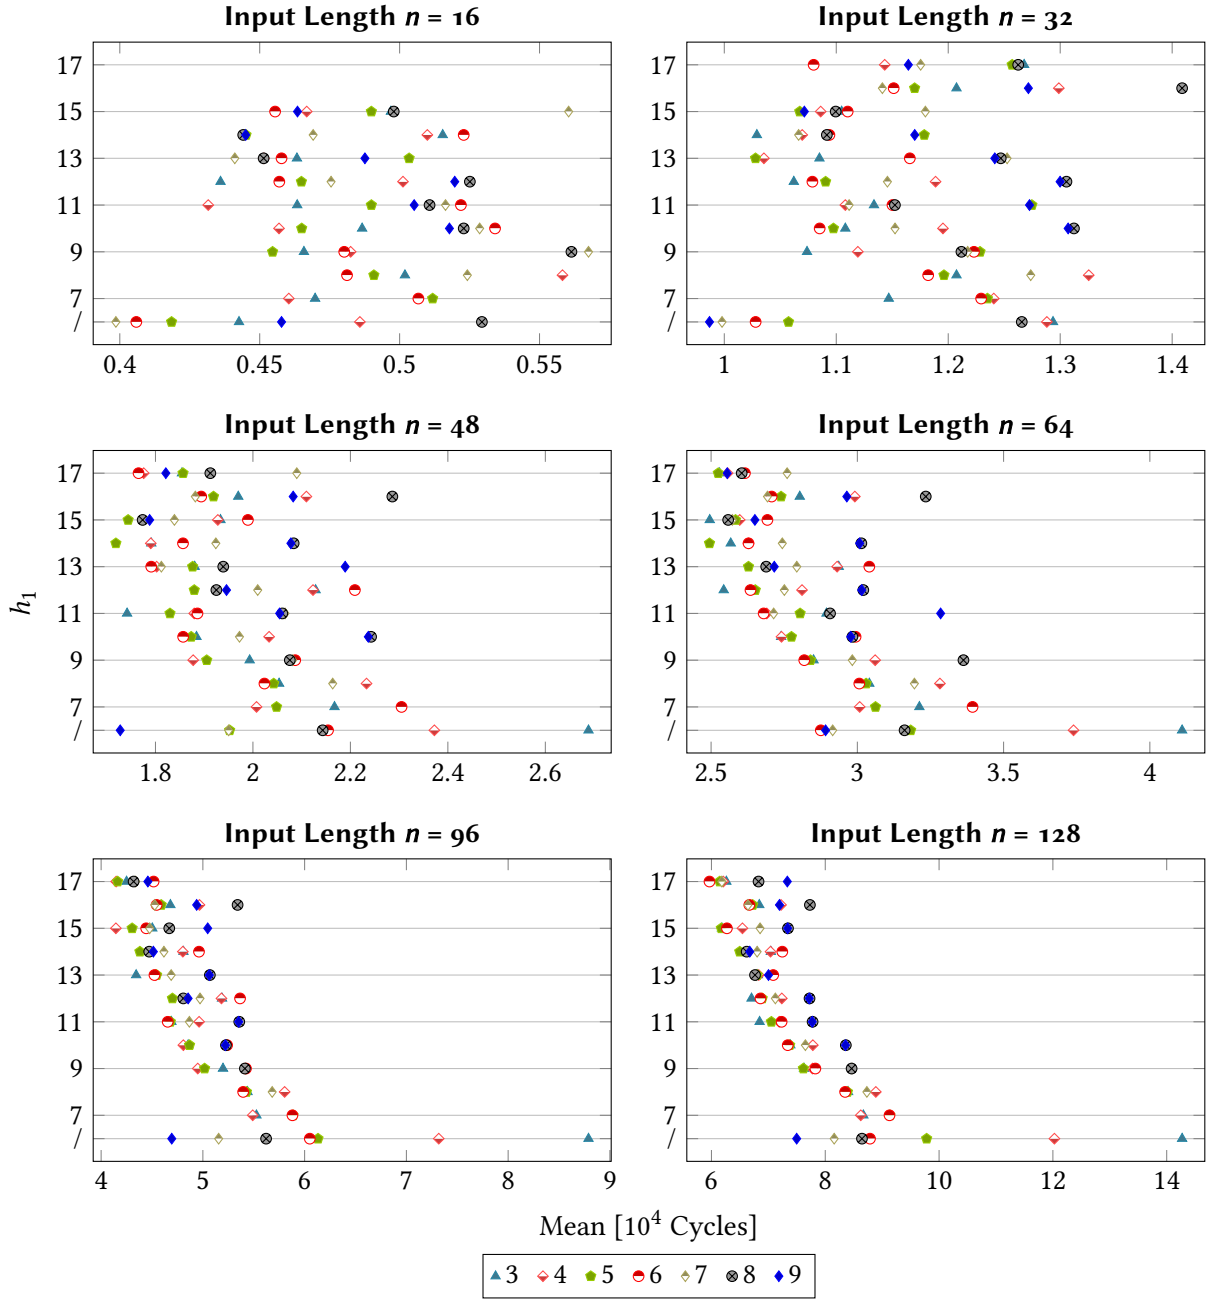 Input Length n = 16
Input Length n = 32
17
15
13
11
9
7
/
0.4 0.45 0.5 0.55
17
15
13
11
9
7
/
1 1.1 1.2 1.3 1.4
Input Length n = 48
Input Length n = 64
h1
17
15
13
11
9
7
/
1.8 2 2.2 2.4 2.6
17
15
13
11
9
7
/
2.5 3 3.5 4
Input Length n = 96
Input Length n = 128
17
15
13
11
9
7
/
4 5 6 7 8 9
17
15
13
11
9
7
/
6 8 10 12 14
Mean [10⁴ Cycles]
3 4 5 6 7 8 9